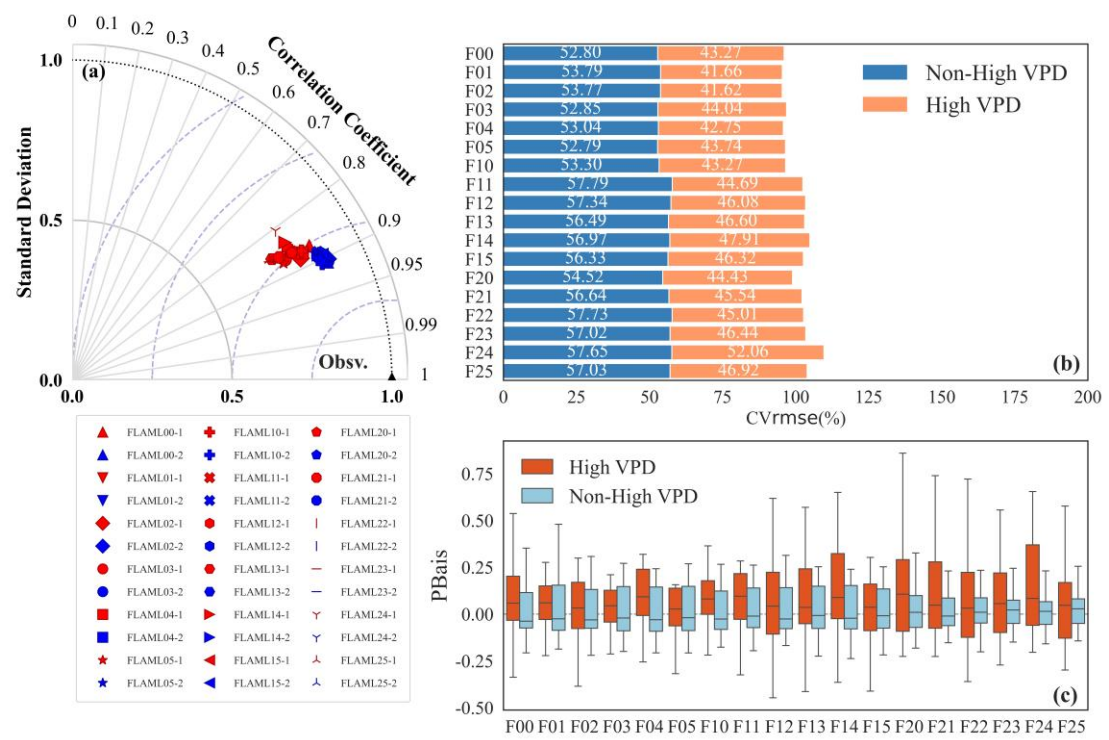 0 0.1 0.2 0.3 0.4 0.5 0.6 0.7 0.8 0.9 0.95 0.99 1
Correlation Coefficient
(a)
Standard Deviation
1.0
0.5
0.0
Obsv.
0.0 0.5 1.0
FLAML00-1 FLAML10-1 FLAML20-1
FLAML00-2 FLAML10-2 FLAML20-2
FLAML01-1 FLAML11-1 FLAML21-1
FLAML01-2 FLAML11-2 FLAML21-2
FLAML02-1 FLAML12-1 FLAML22-1
FLAML02-2 FLAML12-2 FLAML22-2
FLAML03-1 FLAML13-1 FLAML23-1
FLAML03-2 FLAML13-2 FLAML23-2
FLAML04-1 FLAML14-1 FLAML24-1
FLAML04-2 FLAML14-2 FLAML24-2
FLAML05-1 FLAML15-1 FLAML25-1
FLAML05-2 FLAML15-2 FLAML25-2
F00 52.80 43.27
F01 53.79 41.66
F02 53.77 41.62
F03 52.85 44.04
F04 53.04 42.75
F05 52.79 43.74
F10 53.30 43.27
F11 57.79 44.69
F12 57.34 46.08
F13 56.49 46.60
F14 56.97 47.91
F15 56.33 46.32
F20 54.52 44.43
F21 56.64 45.54
F22 57.73 45.01
F23 57.02 46.44
F24 57.65 52.06
F25 57.03 46.92
Non-High VPD
High VPD
(b)
0 25 50 75 100 125 150 175 200
CVrmse(%)
High VPD
Non-High VPD
PBais
0.75
0.50
0.25
0.00
-0.25
-0.50
(c)
F00 F01 F02 F03 F04 F05 F10 F11 F12 F13 F14 F15 F20 F21 F22 F23 F24 F25